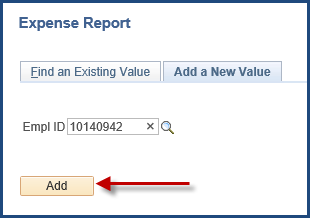 Expense Report
Find an Existing Value Add a New Value
Empl ID 10140942 ×
Add